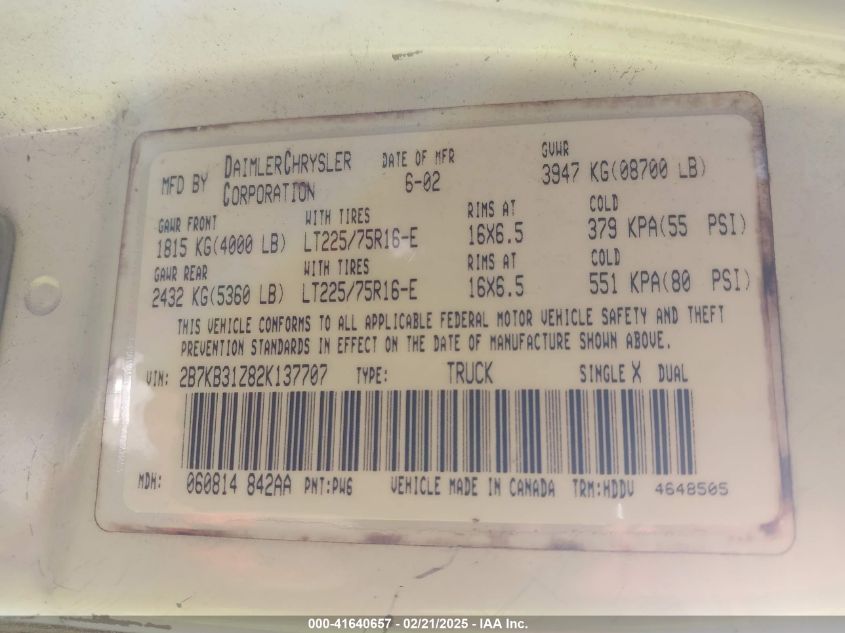 MFD BY DAIMLERCHRYSLER CORPORATION DATE OF MFR 6-02 GVWR 3947 KG(08700 LB)
GAWR FRONT WITH TIRES RIMS AT COLD
1815 KG(4000 LB) LT225/75R16-E 16X6.5 379 KPA(55 PSI)
GAWR REAR WITH TIRES RIMS AT COLD
2432 KG(5360 LB) LT225/75R16-E 16X6.5 551 KPA(80 PSI)
THIS VEHICLE CONFORMS TO ALL APPLICABLE FEDERAL MOTOR VEHICLE SAFETY AND THEFT
PREVENTION STANDARDS IN EFFECT ON THE DATE OF MANUFACTURE SHOWN ABOVE.
VIN: 2B7KB31Z82K137707 TYPE: TRUCK SINGLE X DUAL
MDH: 060814 842AA PNT:PW6 VEHICLE MADE IN CANADA TRM:HDDV 4648505
000-41640657 - 02/21/2025 - IAA Inc.